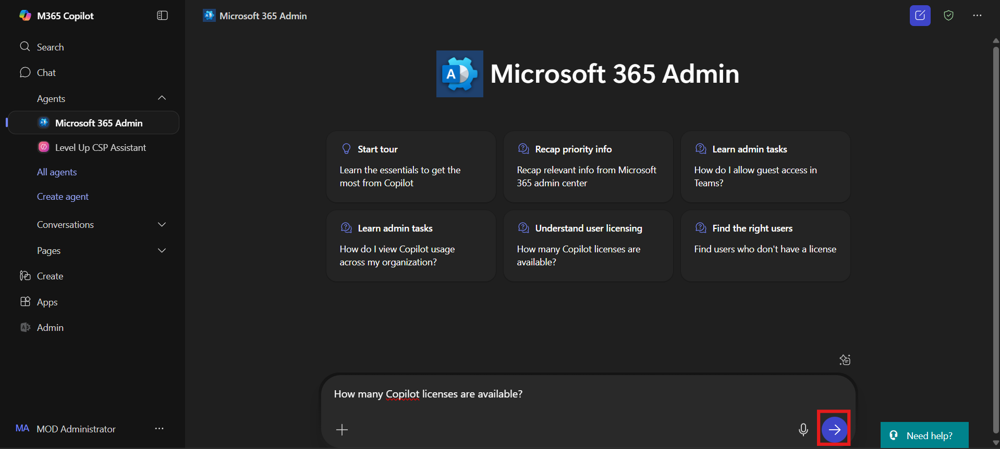 M365 Copilot
Search
Chat
Agents
Microsoft 365 Admin
Level Up CSP Assistant
All agents
Create agent
Conversations
Pages
Create
Apps
Admin
MA MOD Administrator
Microsoft 365 Admin
A Microsoft 365 Admin
Start tour
Learn the essentials to get the
most from Copilot
Recap priority info
Recap relevant info from Microsoft
365 admin center
Learn admin tasks
How do I allow guest access in
Teams?
Learn admin tasks
How do I view Copilot usage
across my organization?
Understand user licensing
How many Copilot licenses are
available?
Find the right users
Find users who don't have a license
How many Copilot licenses are available?
Need help?